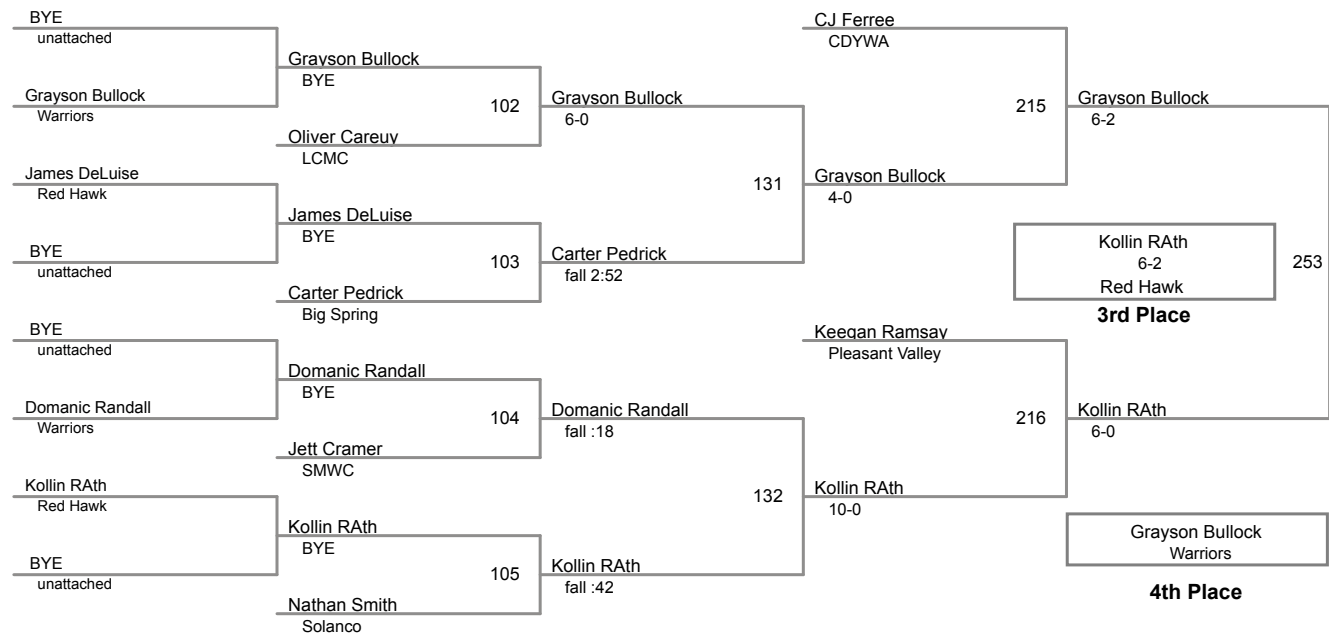 BYE
unattached
Grayson Bullock
Warriors
James DeLuise
Red Hawk
BYE
unattached
BYE
unattached
Domanic Randall
Warriors
Kollin RAth
Red Hawk
BYE
unattached
Grayson Bullock
BYE
102
Oliver Careuy
LCMC
James DeLuise
BYE
103
Carter Pedrick
Big Spring
Domanic Randall
BYE
104
Jett Cramer
SMWC
Kollin RAth
BYE
105
Nathan Smith
Solanco
Grayson Bullock
6-0
131
Carter Pedrick
fall 2:52
Domanic Randall
fall :18
132
Kollin RAth
fall :42
CJ Ferree
CDYWA
215
Grayson Bullock
4-0
Keegan Ramsay
Pleasant Valley
216
Kollin RAth
10-0
Grayson Bullock
6-2
Kollin RAth
6-2
Red Hawk
253
3rd Place
Kollin RAth
6-0
Grayson Bullock
Warriors
4th Place